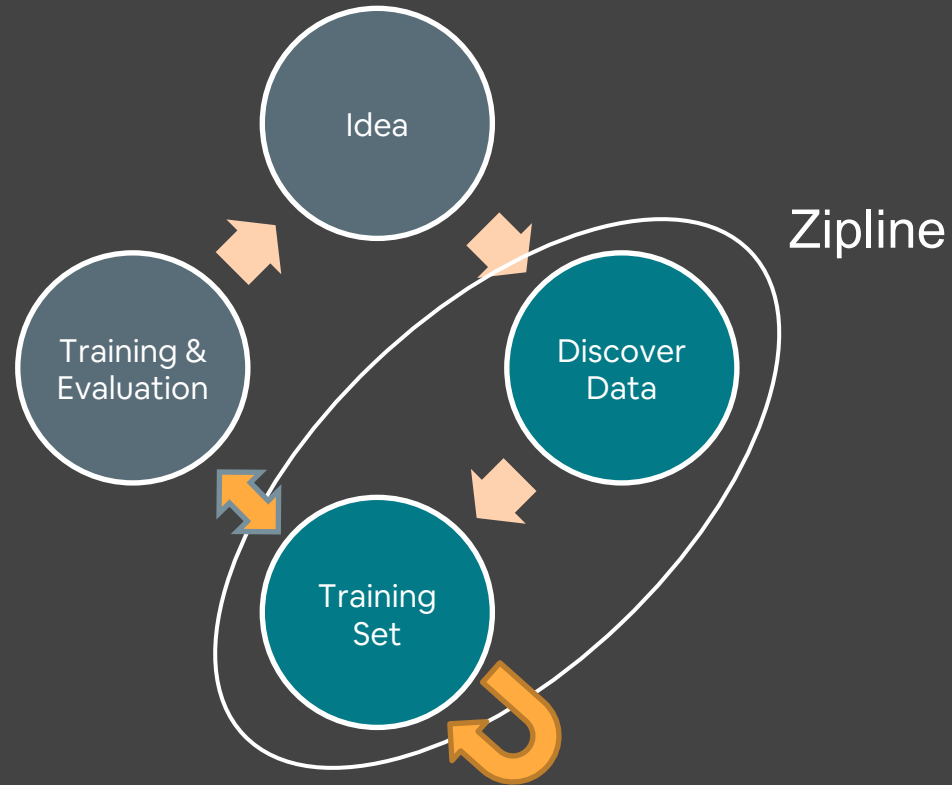 Idea
Zipline
Discover
Data
Training &
Evaluation
Training
Set